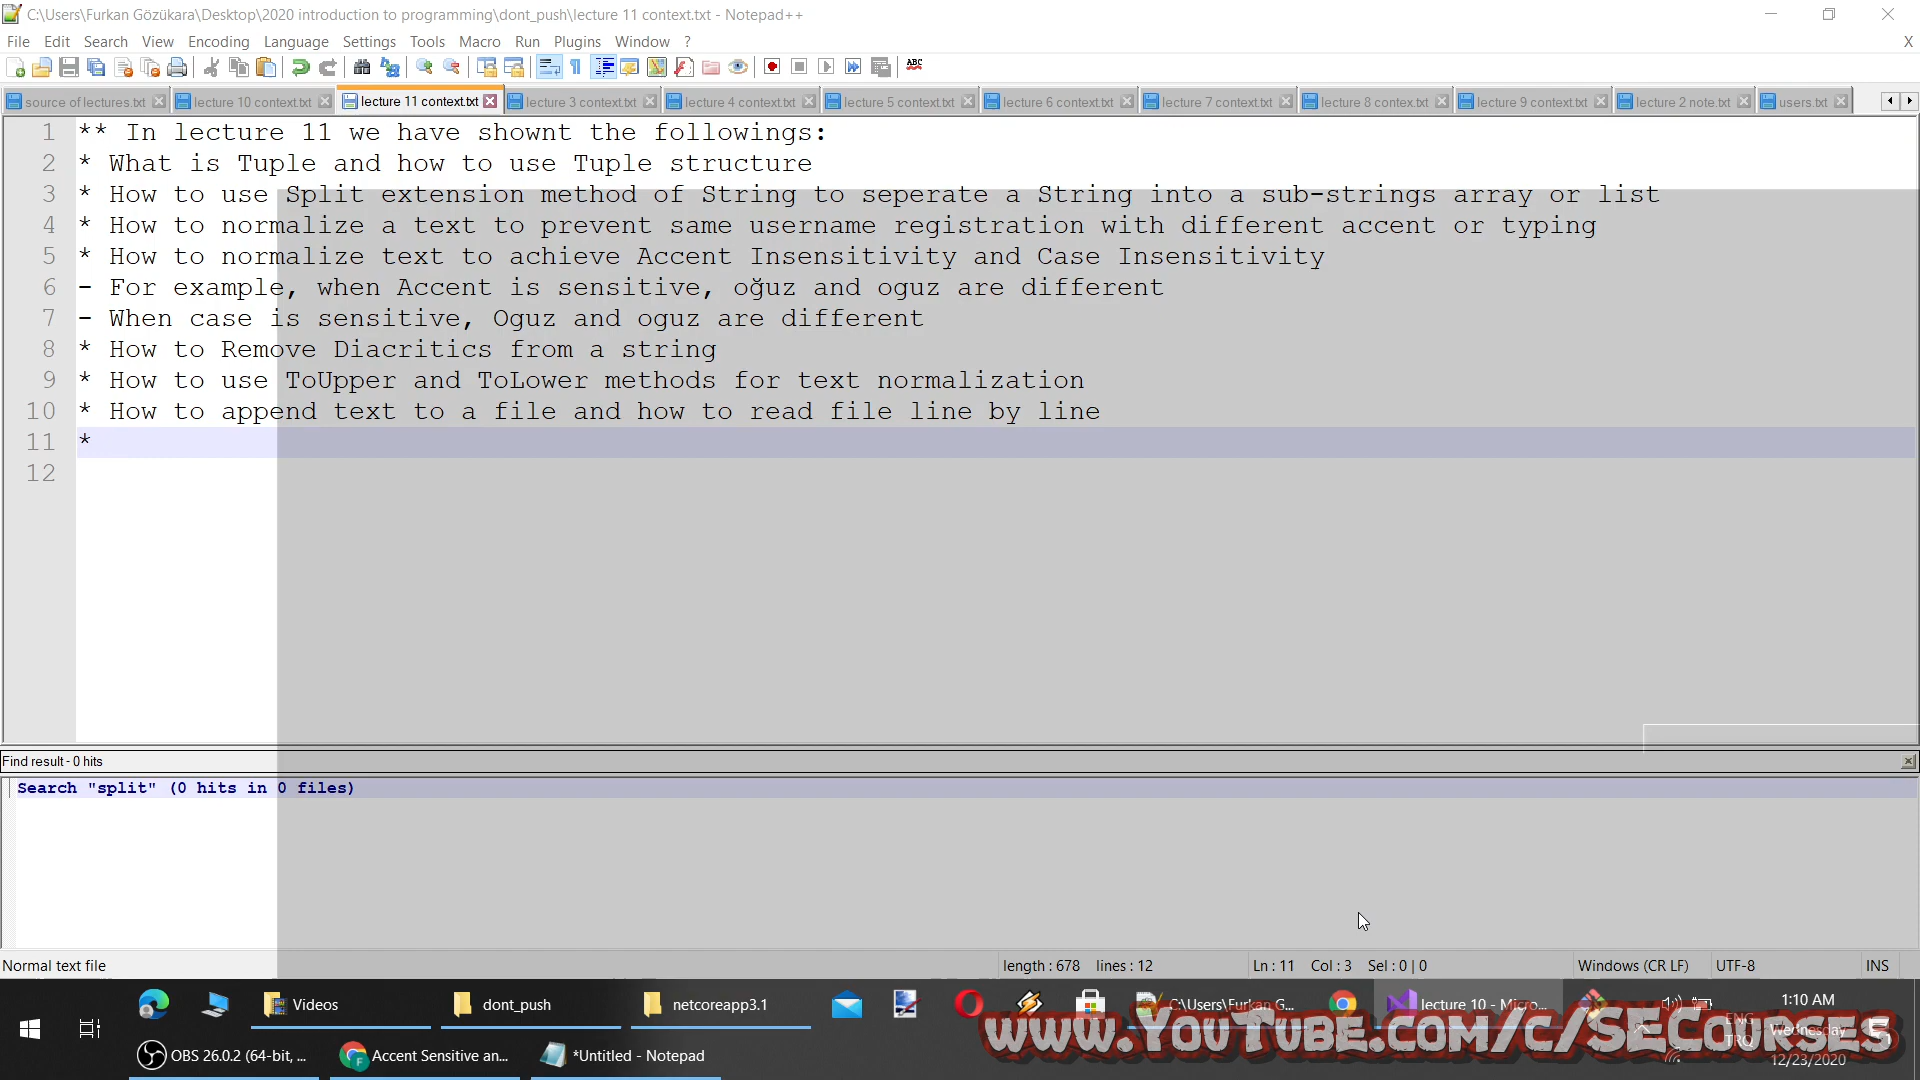 C:\Users\Furkan Gözükara\Desktop\2020 introduction to programming\dont_push\lecture 11 context.txt - Notepad++
File Edit Search View Encoding Language Settings Tools Macro Run Plugins Window ? X
source of lectures.txt lecture 10 context.txt lecture 11 context.txt lecture 3 context.txt lecture 4 context.txt lecture 5 context.txt lecture 6 context.txt lecture 7 context.txt lecture 8 contex.txt lecture 9 context.txt lecture 2 note.txt users.txt
1 ** In lecture 11 we have shownt the followings:
2 * What is Tuple and how to use Tuple structure
3 * How to use Split extension method of String to seperate a String into a sub-strings array or list
4 * How to normalize a text to prevent same username registration with different accent or typing
5 * How to normalize text to achieve Accent Insensitivity and Case Insensitivity
6 - For example, when Accent is sensitive, oğuz and oguz are different
7 - When case is sensitive, Oguz and oguz are different
8 * How to Remove Diacritics from a string
9 * How to use ToUpper and ToLower methods for text normalization
10 * How to append text to a file and how to read file line by line
11 *
12
Find result - 0 hits
Search "split" (0 hits in 0 files)
Normal text file length : 678 lines : 12 Ln : 11 Col : 3 Sel : 0 | 0 Windows (CR LF) UTF-8 INS
Videos dont_push netcoreapp3.1 C:\Users\Furkan G... lecture 10 - Micro... ENG 1:10 AM
www.YouTube.com/c/SECourses
TRQ Wednesday
OBS 26.0.2 (64-bit, ... Accent Sensitive an... *Untitled - Notepad 12/23/2020